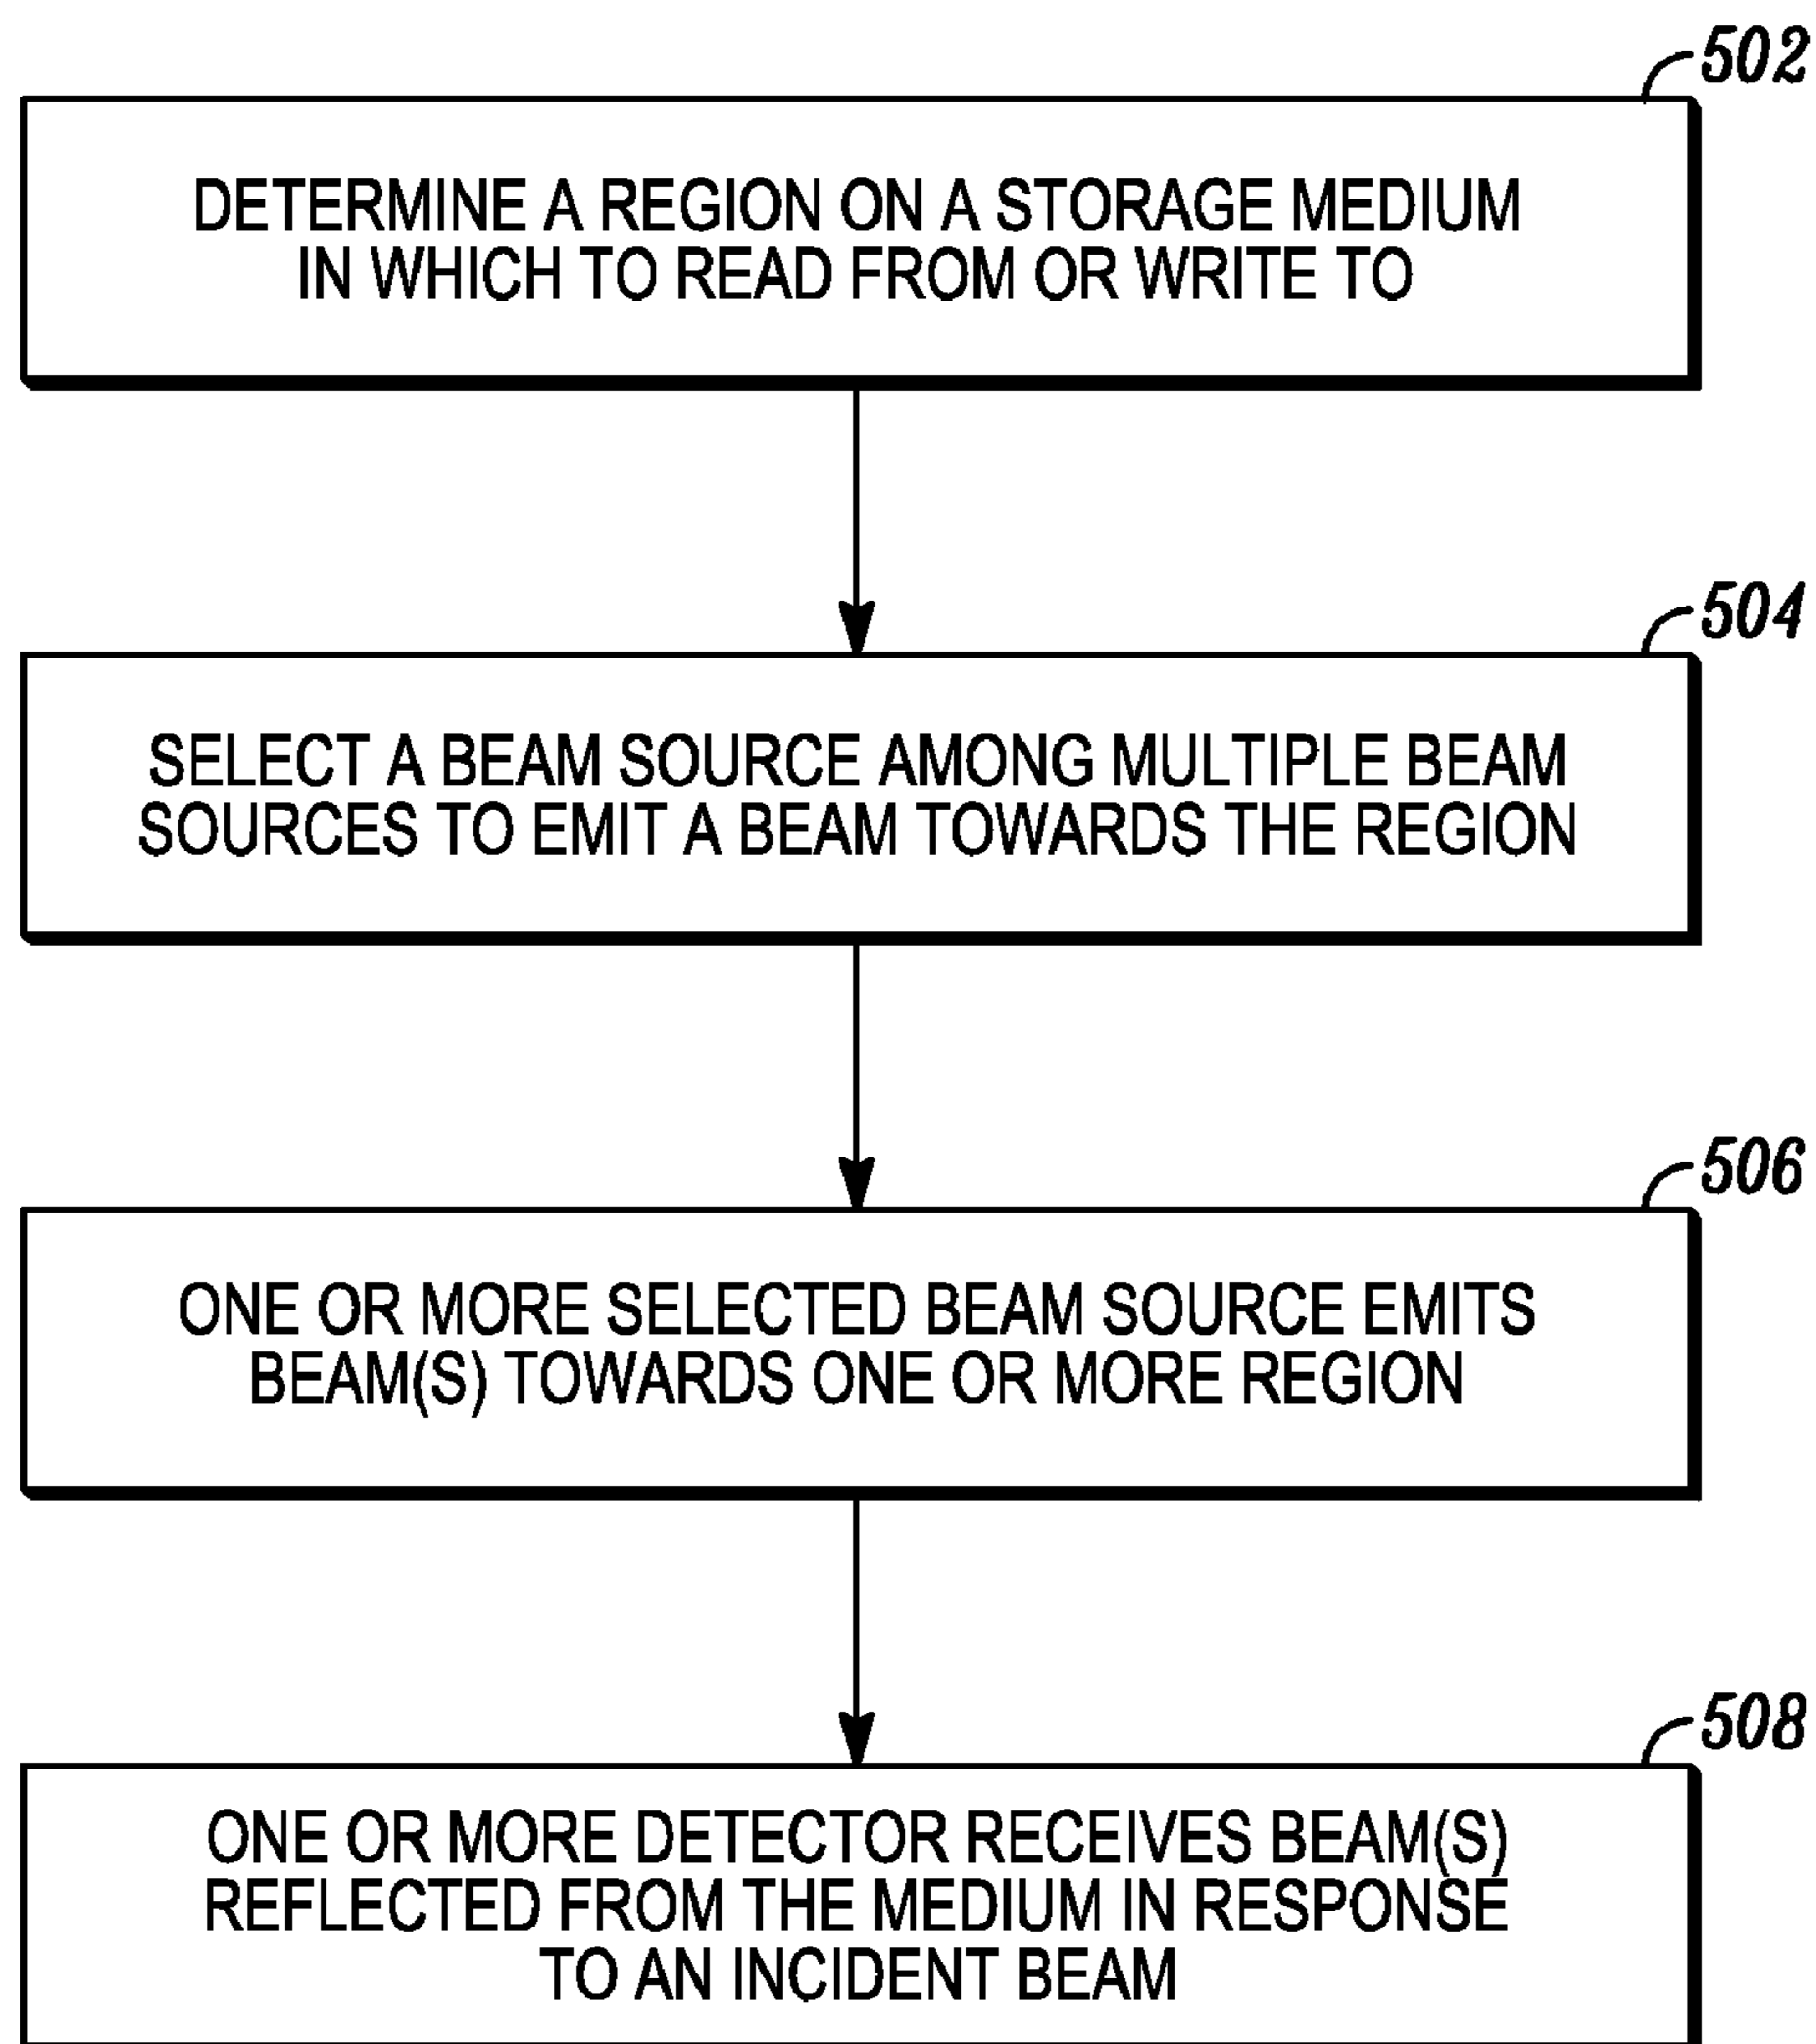 502
DETERMINE A REGION ON A STORAGE MEDIUM
IN WHICH TO READ FROM OR WRITE TO
504
SELECT A BEAM SOURCE AMONG MULTIPLE BEAM
SOURCES TO EMIT A BEAM TOWARDS THE REGION
506
ONE OR MORE SELECTED BEAM SOURCE EMITS
BEAM(S) TOWARDS ONE OR MORE REGION
508
ONE OR MORE DETECTOR RECEIVES BEAM(S)
REFLECTED FROM THE MEDIUM IN RESPONSE
TO AN INCIDENT BEAM